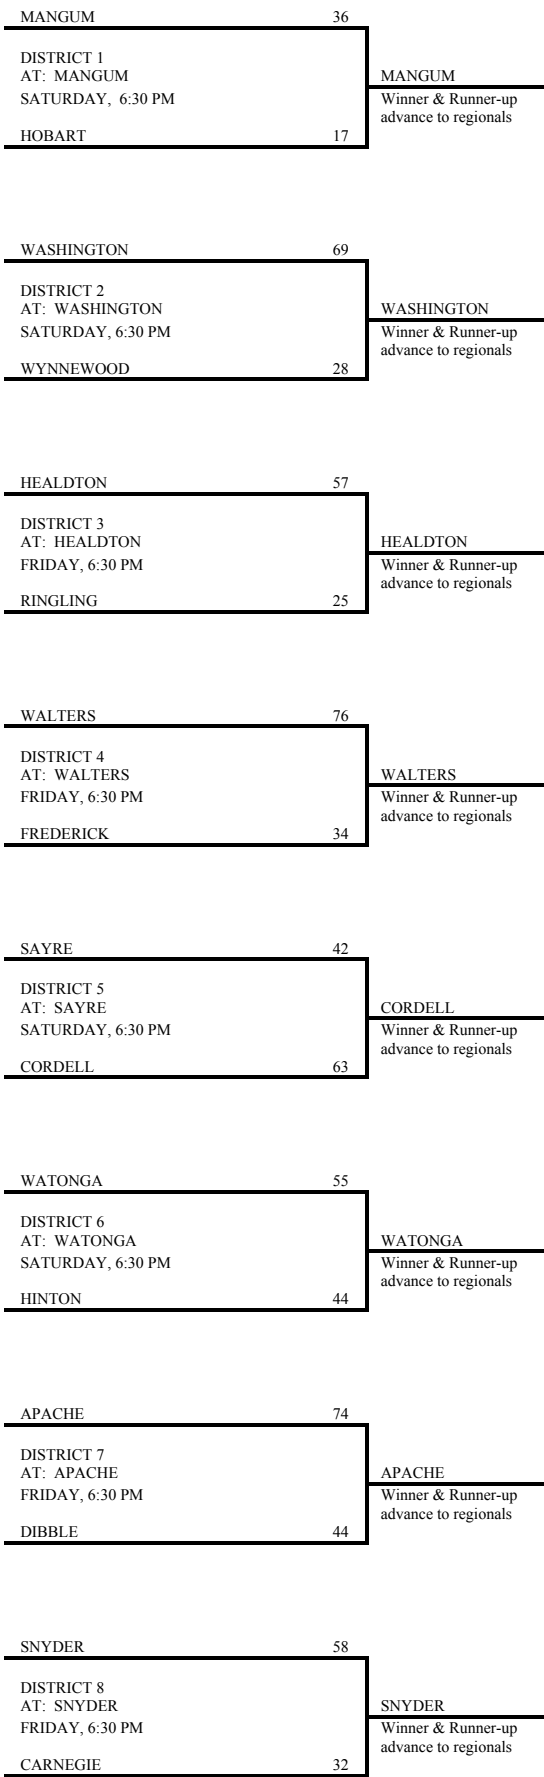 MANGUM 36
DISTRICT 1
AT: MANGUM
SATURDAY, 6:30 PM
HOBART 17
MANGUM
Winner & Runner-up
advance to regionals
WASHINGTON 69
DISTRICT 2
AT: WASHINGTON
SATURDAY, 6:30 PM
WYNNEWOOD 28
WASHINGTON
Winner & Runner-up
advance to regionals
HEALDTON 57
DISTRICT 3
AT: HEALDTON
FRIDAY, 6:30 PM
RINGLING 25
HEALDTON
Winner & Runner-up
advance to regionals
WALTERS 76
DISTRICT 4
AT: WALTERS
FRIDAY, 6:30 PM
FREDERICK 34
WALTERS
Winner & Runner-up
advance to regionals
SAYRE 42
DISTRICT 5
AT: SAYRE
SATURDAY, 6:30 PM
CORDELL 63
CORDELL
Winner & Runner-up
advance to regionals
WATONGA 55
DISTRICT 6
AT: WATONGA
SATURDAY, 6:30 PM
HINTON 44
WATONGA
Winner & Runner-up
advance to regionals
APACHE 74
DISTRICT 7
AT: APACHE
FRIDAY, 6:30 PM
DIBBLE 44
APACHE
Winner & Runner-up
advance to regionals
SNYDER 58
DISTRICT 8
AT: SNYDER
FRIDAY, 6:30 PM
CARNEGIE 32
SNYDER
Winner & Runner-up
advance to regionals